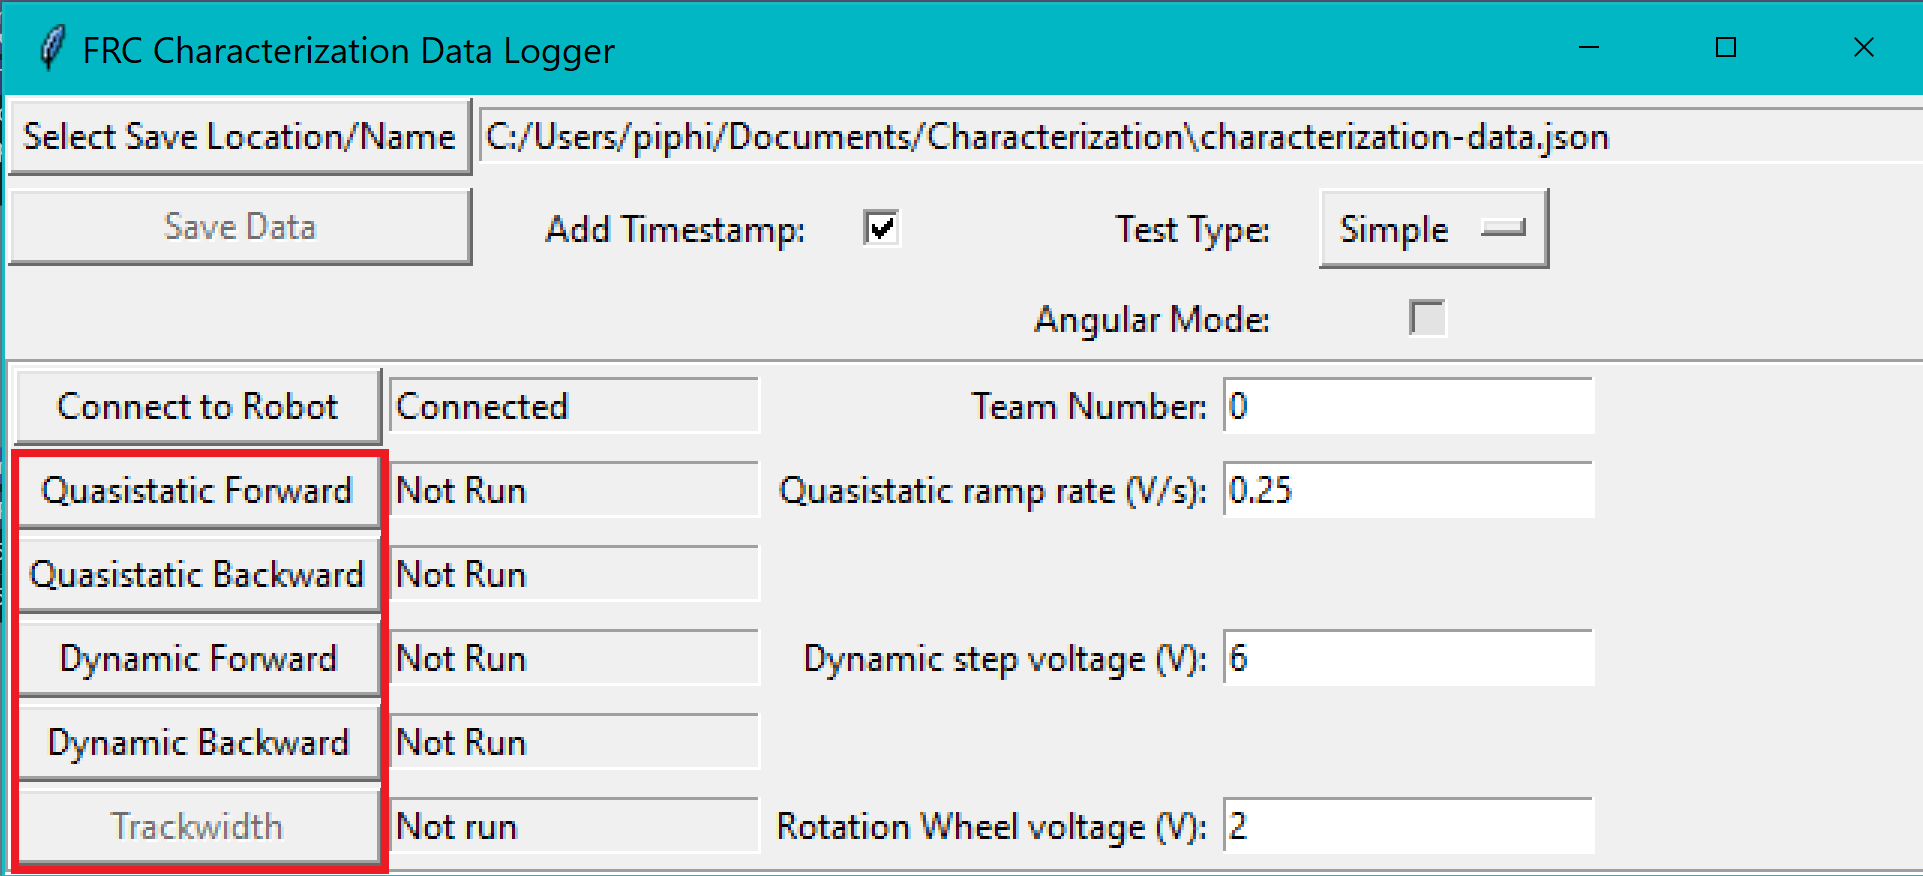 FRC Characterization Data Logger
Select Save Location/Name C:/Users/piphi/Documents/Characterization\characterization-data.json
Save Data Add Timestamp: Test Type: Simple
Angular Mode:
Connect to Robot Connected Team Number: 0
Quasistatic Forward Not Run Quasistatic ramp rate (V/s): 0.25
Quasistatic Backward Not Run
Dynamic Forward Not Run Dynamic step voltage (V): 6
Dynamic Backward Not Run
Trackwidth Not run Rotation Wheel voltage (V): 2